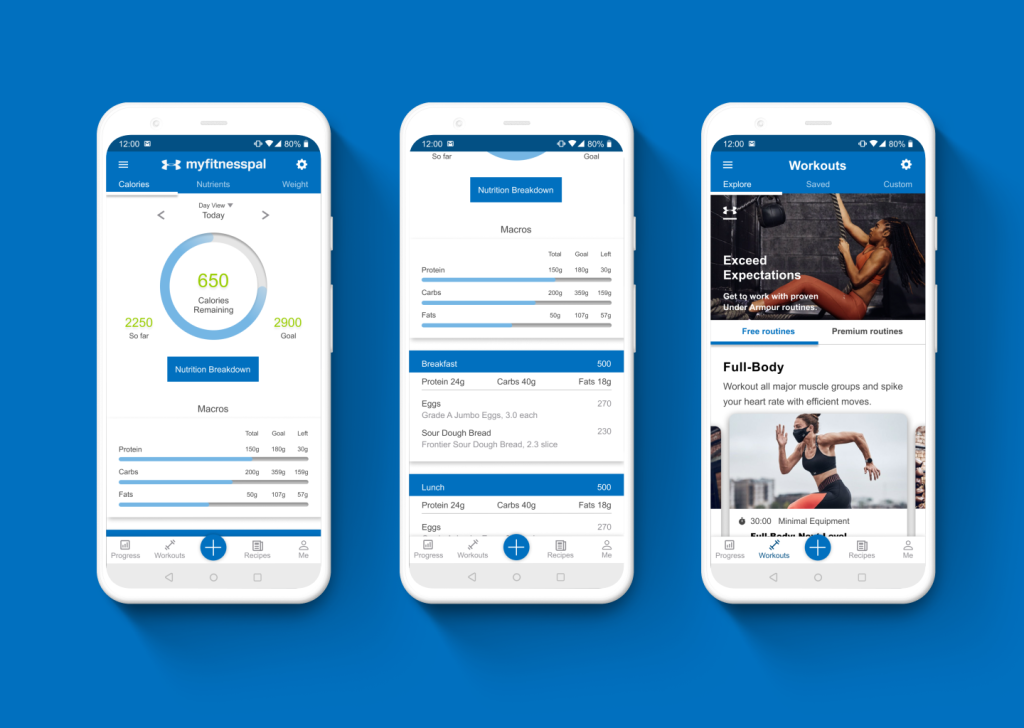 12:00
80%
myfitnesspal
Calories Nutrients Weight
Day View
Today
650
Calories
Remaining
2250
So far
2900
Goal
Nutrition Breakdown
Macros
Total Goal Left
Protein 150g 180g 30g
Carbs 200g 359g 159g
Fats 50g 107g 57g
Progress Workouts Recipes Me
12:00
80%
So far Goal
Nutrition Breakdown
Macros
Total Goal Left
Protein 150g 180g 30g
Carbs 200g 359g 159g
Fats 50g 107g 57g
Breakfast 500
Protein 24g Carbs 40g Fats 18g
Eggs 270
Grade A Jumbo Eggs, 3.0 each
Sour Dough Bread 230
Frontier Sour Dough Bread, 2.3 slice
Lunch 500
Protein 24g Carbs 40g Fats 18g
Eggs 270
Progress Workouts Recipes Me
12:00
80%
Workouts
Explore Saved Custom
Exceed
Expectations
Get to work with proven
Under Armour routines.
Free routines Premium routines
Full-Body
Workout all major muscle groups and spike
your heart rate with efficient moves.
30:00 Minimal Equipment
Full-Body: Next Level
Progress Workouts Recipes Me